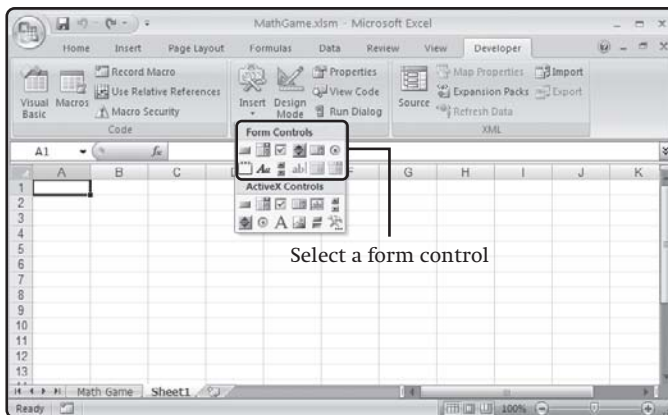 MathGame.xlsm - Microsoft Excel
Home Insert Page Layout Formulas Data Review View Developer
Visual Basic
Macros
Record Macro
Use Relative References
Macro Security
Code
Insert
Design Mode
Properties
View Code
Run Dialog
Source
Map Properties
Expansion Packs
Refresh Data
Import
Export
XML
Form Controls
Aa ab
ActiveX Controls
A
A1 fx
A B C G H I J K
1
2
3
4
5
6
7
8
9
10
11
12
13
Select a form control
Math Game Sheet1
Ready 100%